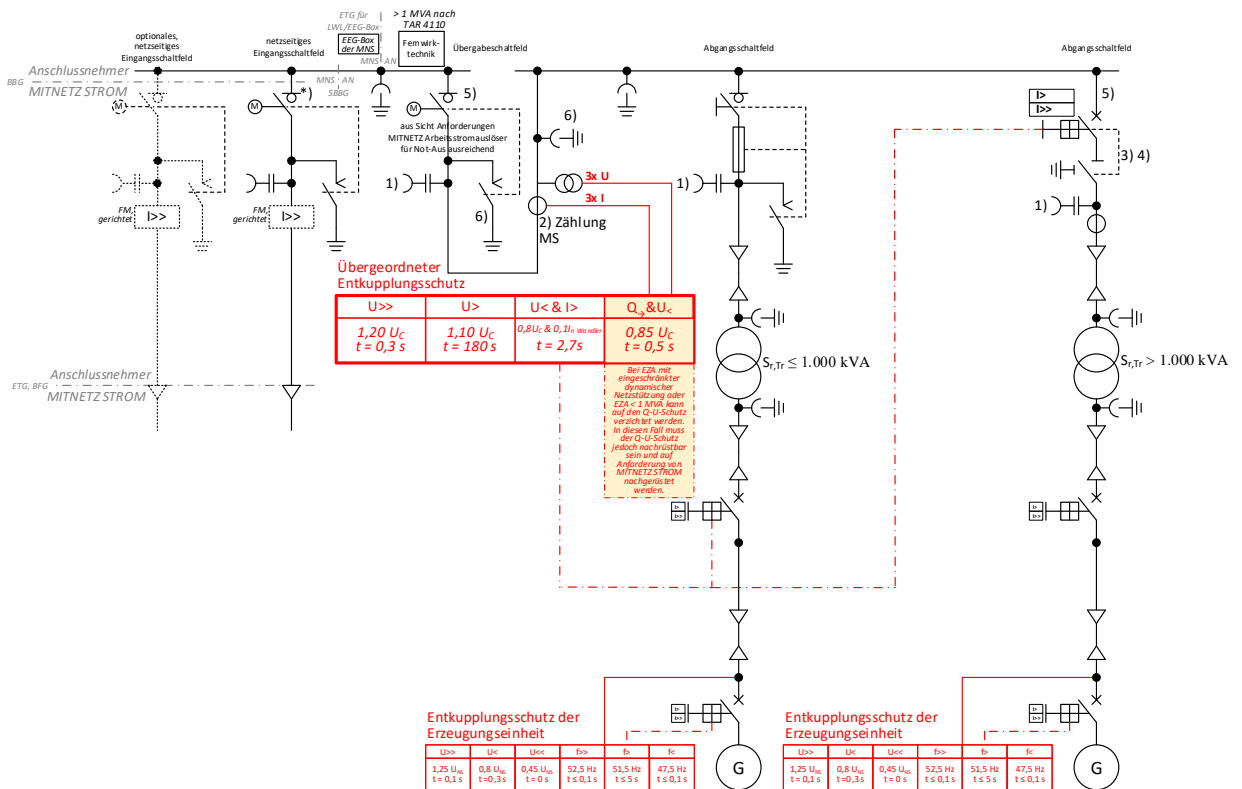 optionales,
netzseitiges
Eingangsschaltfeld
netzseitiges
Eingangsschaltfeld
ETG für
LWL/EEG-Box
EEG-Box
der MNS
MNS AN
> 1 MVA nach
TAR 4110
Fernwirk-
technik
Übergabeschaltfeld
Abgangsschaltfeld
Abgangsschaltfeld
Anschlussnehmer
BBG
MITNETZ STROM
MNS AN
SBBG
M
M
*)
M
5)
aus Sicht Anforderungen
MITNETZ Arbeitsstromauslöser
für Not-Aus ausreichend
6)
5)
I>
I>>
3) 4)
1)
1)
1)
FM,
gerichtet
I>>
FM,
gerichtet
I>>
6)
3x U
3x I
2) Zählung
MS
Übergeordneter
Entkupplungsschutz
U>> U> U< & I> Q→&U<
1,20 UC 1,10 UC 0,8UC & 0,1In Wandler 0,85 UC
t = 0,3 s t = 180 s t = 2,7s t = 0,5 s
Bei EZA mit
eingeschränkter
dynamischer
Netzstützung oder
EZA < 1 MVA kann
auf den Q-U-Schutz
verzichtet werden.
In diesen Fall muss
der Q-U-Schutz
jedoch nachrüstbar
sein und auf
Anforderung von
MITNETZ STROM
nachgerüstet
werden.
Sr,Tr ≤ 1.000 kVA
Sr,Tr > 1.000 kVA
Anschlussnehmer
ETG, BFG
MITNETZ STROM
I>
I>>
I>
I>>
I>
I>>
I>
I>>
Entkupplungsschutz der
Erzeugungseinheit
U>> U< U<< f>> f> f<
1,25 UNS 0,8 UNS 0,45 UNS 52,5 Hz 51,5 Hz 47,5 Hz
t = 0,1 s t =0,3 s t = 0 s t ≤ 0,1 s t ≤ 5 s t ≤ 0,1 s
G
Entkupplungsschutz der
Erzeugungseinheit
U>> U< U<< f>> f> f<
1,25 UNS 0,8 UNS 0,45 UNS 52,5 Hz 51,5 Hz 47,5 Hz
t = 0,1 s t =0,3 s t = 0 s t ≤ 0,1 s t ≤ 5 s t ≤ 0,1 s
G